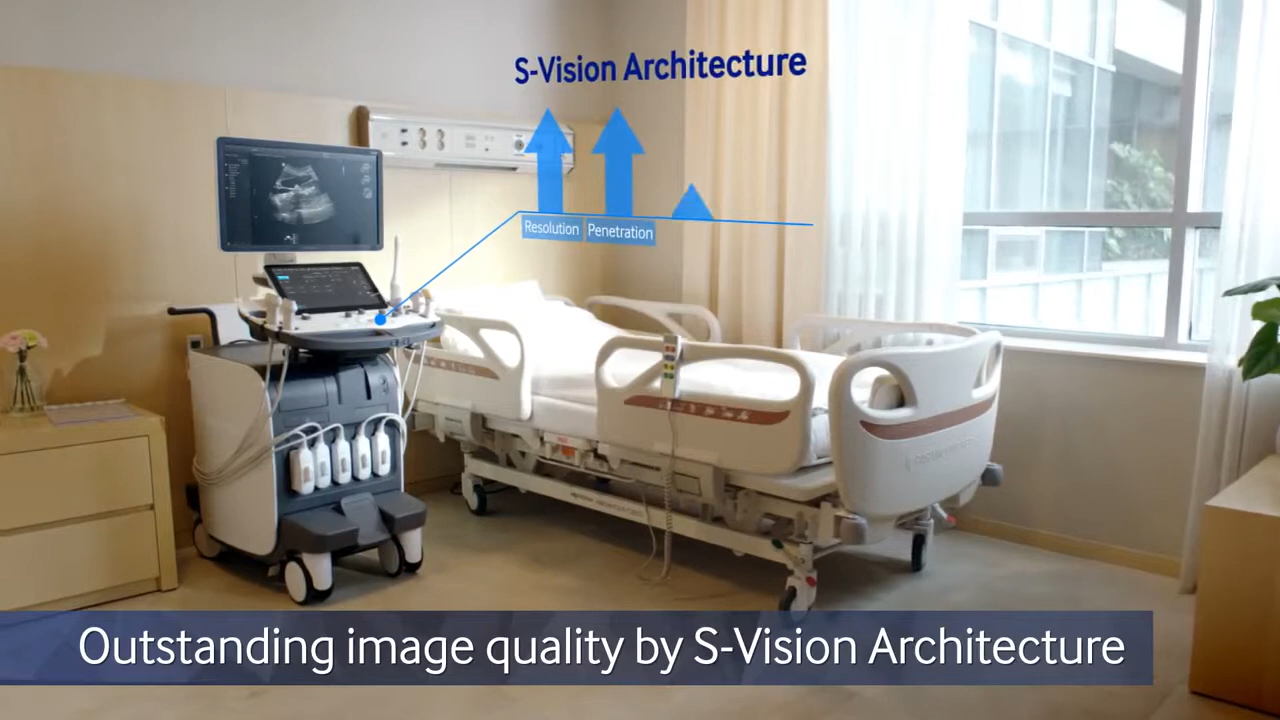 S-Vision Architecture
Resolution
Penetration
Outstanding image quality by S-Vision Architecture